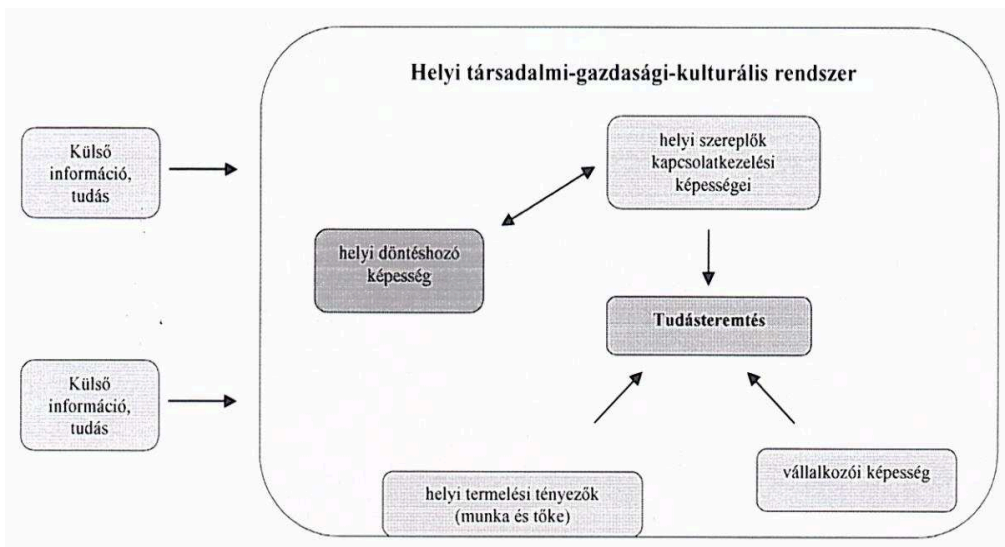 Helyi társadalmi-gazdasági-kulturális rendszer
Külső
információ,
tudás
helyi szereplők
kapcsolatkezelési
képességei
helyi döntéshozó
képesség
Tudásteremtés
Külső
információ,
tudás
helyi termelési tényezők
(munka és tőke)
vállalkozói képesség